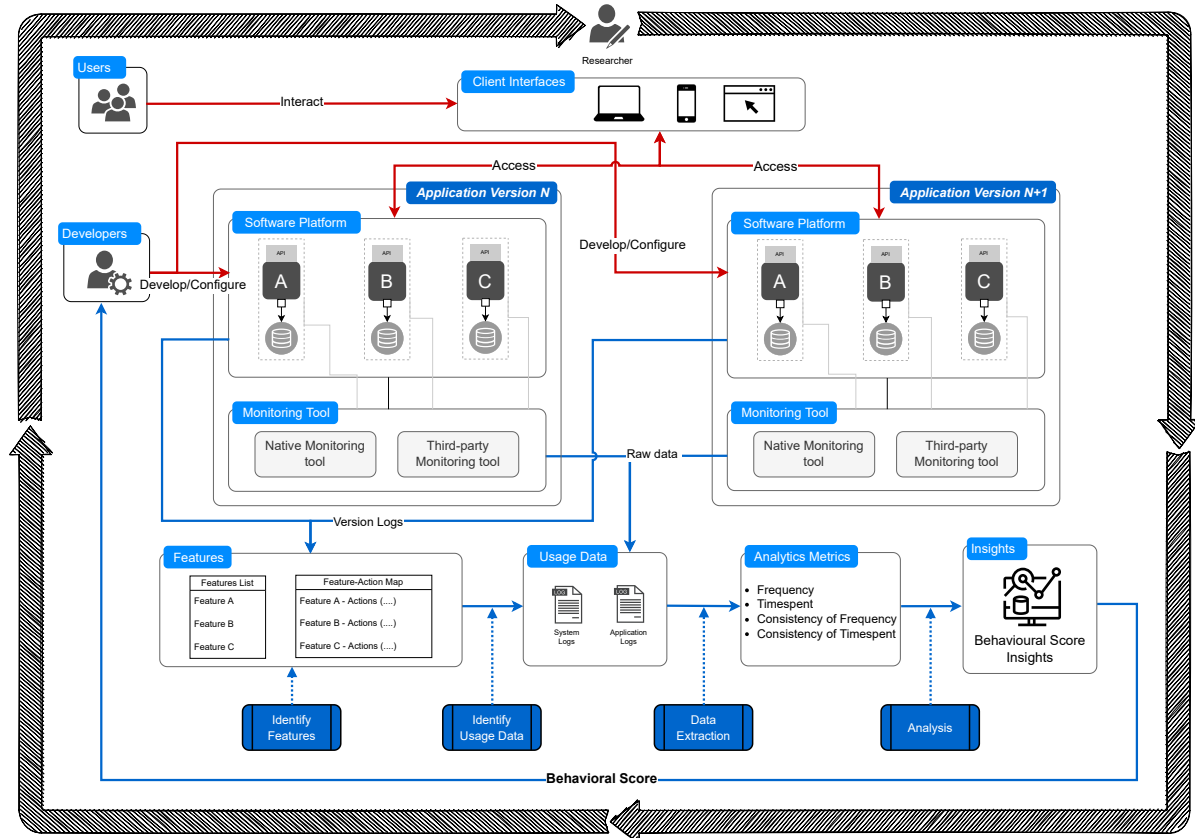 Researcher
Users
Client Interfaces
Interact
Access
Access
Application Version N
Application Version N+1
Developers
Software Platform
Software Platform
Develop/Configure
Develop/Configure
API
API
API
A
B
C
API
API
API
A
B
C
Monitoring Tool
Native Monitoring
tool
Third-party
Monitoring tool
Raw data
Monitoring Tool
Native Monitoring
tool
Third-party
Monitoring tool
Version Logs
Features
Features List
Feature A
Feature B
Feature C
Feature-Action Map
Feature A - Actions (....)
Feature B - Actions (....)
Feature C - Actions (....)
Usage Data
LOG
System
Logs
LOG
Application
Logs
Analytics Metrics
• Frequency
• Timespent
• Consistency of Frequency
• Consistency of Timespent
Insights
Behavioural Score
Insights
Identify
Features
Identify
Usage Data
Data
Extraction
Analysis
Behavioral Score